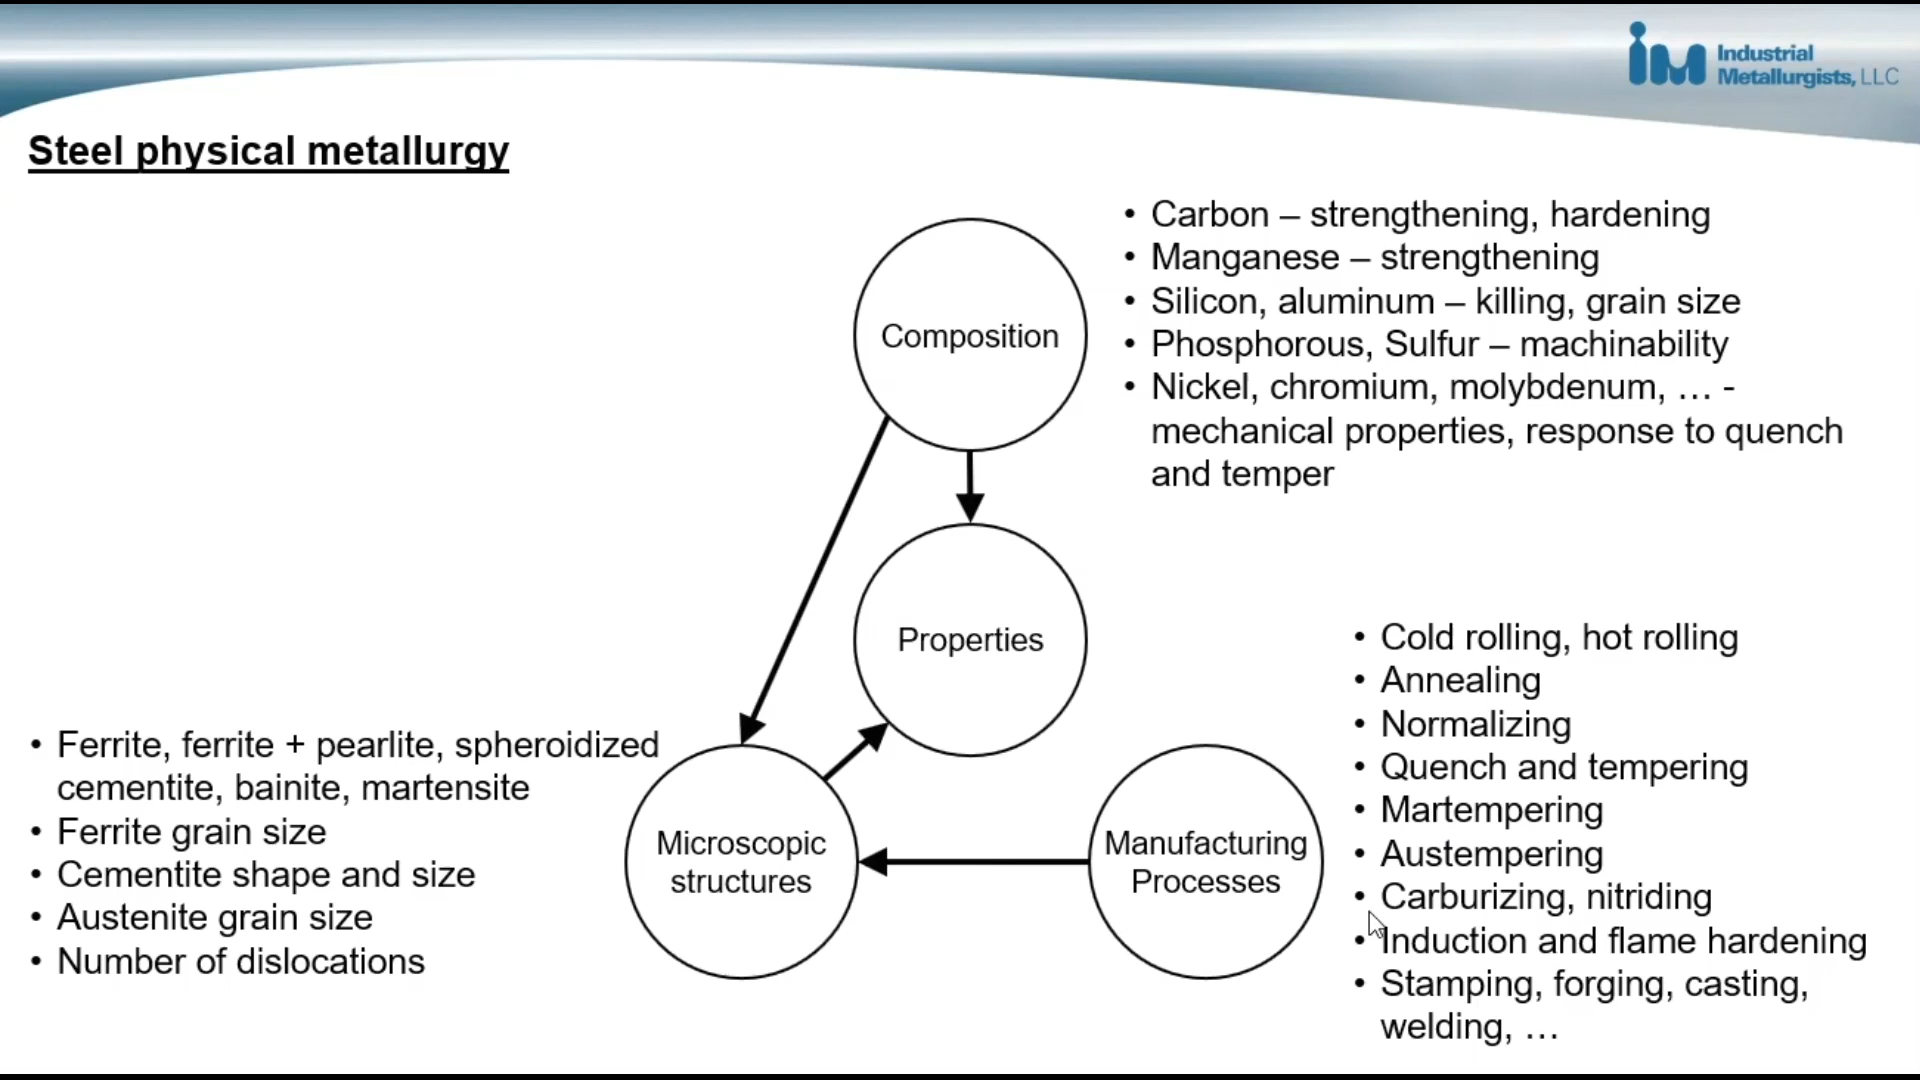 Industrial
Metallurgists, LLC
Steel physical metallurgy
• Carbon – strengthening, hardening
• Manganese – strengthening
• Silicon, aluminum – killing, grain size
• Phosphorous, Sulfur – machinability
• Nickel, chromium, molybdenum, … -
mechanical properties, response to quench
and temper
Composition
Properties
• Ferrite, ferrite + pearlite, spheroidized
cementite, bainite, martensite
• Ferrite grain size
• Cementite shape and size
• Austenite grain size
• Number of dislocations
Microscopic
structures
Manufacturing
Processes
• Cold rolling, hot rolling
• Annealing
• Normalizing
• Quench and tempering
• Martempering
• Austempering
• Carburizing, nitriding
• Induction and flame hardening
• Stamping, forging, casting,
welding, …